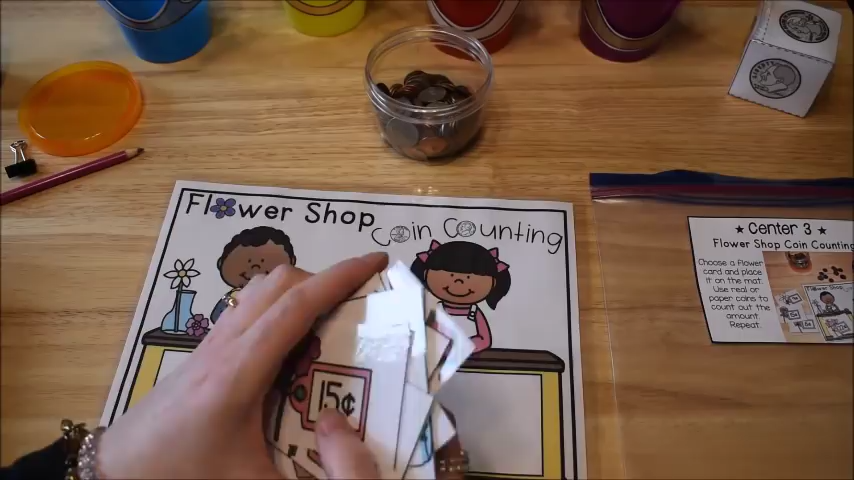 Flower Shop
Coin Counting
15¢
★ Center 3 ★
Flower Shop Coin Counting
Choose a flower
card and place
it on the mat.
Use real or
paper coins to
count out the
amount.
Repeat.